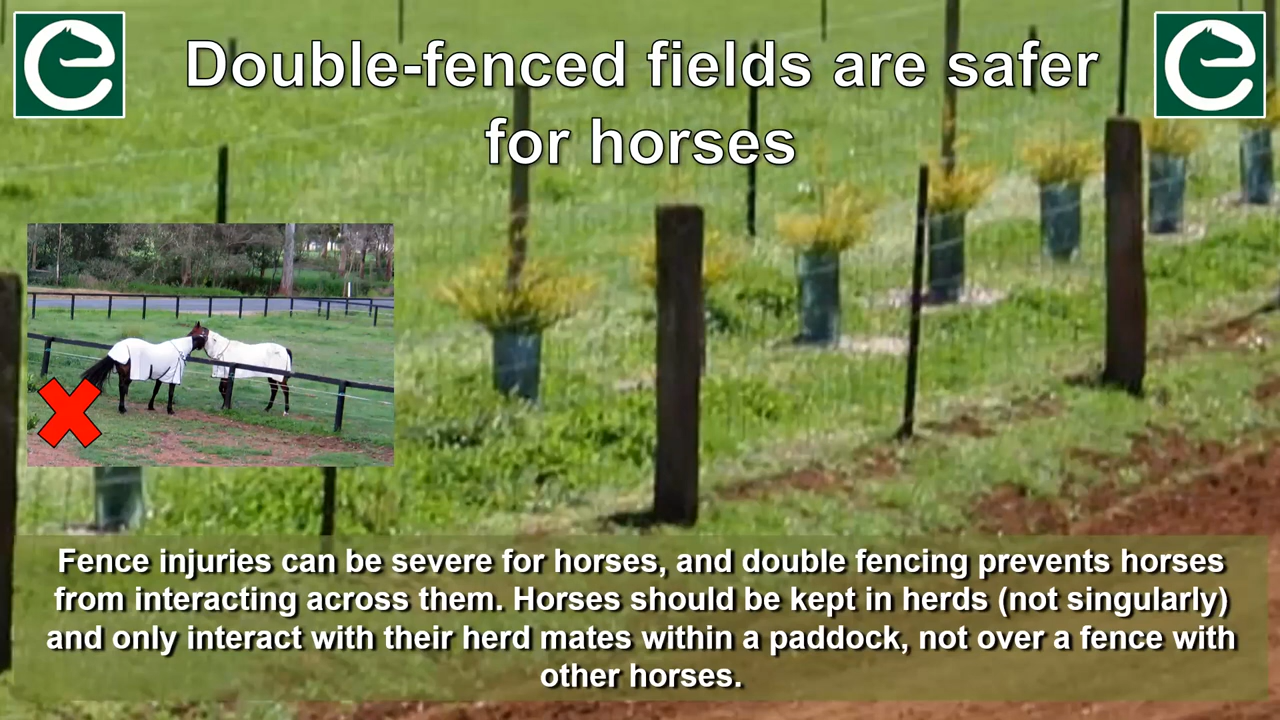 Double-fenced fields are safer
for horses
Fence injuries can be severe for horses, and double fencing prevents horses
from interacting across them. Horses should be kept in herds (not singularly)
and only interact with their herd mates within a paddock, not over a fence with
other horses.